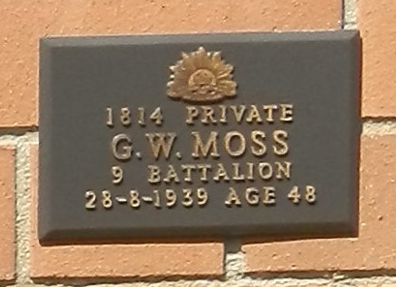 1814 PRIVATE
G.W. MOSS
9 BATTALION
28-8-1939 AGE 48